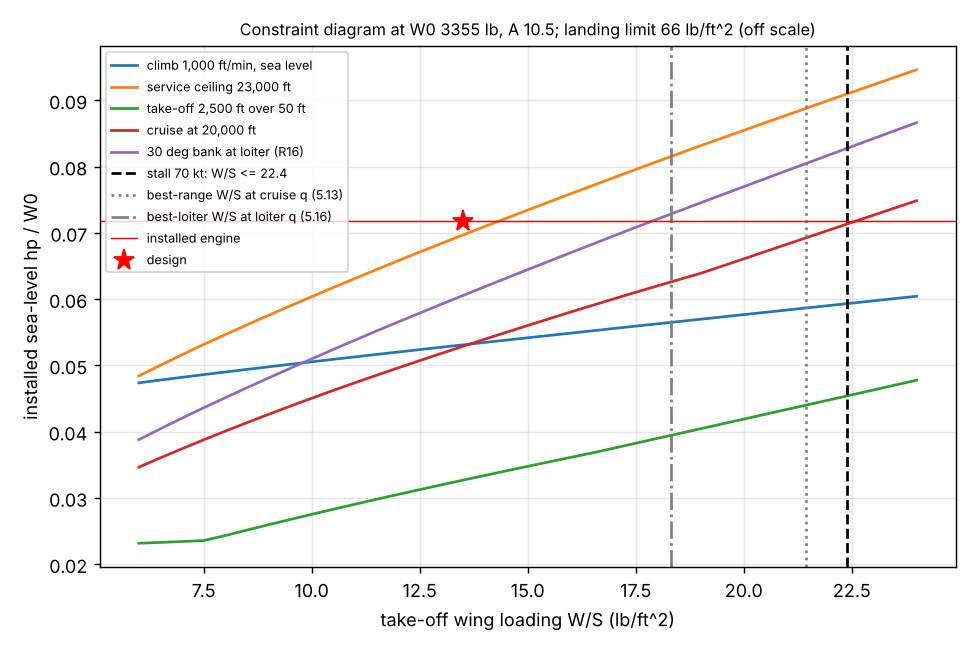 Constraint diagram at W0 3355 lb, A 10.5; landing limit 66 lb/ft^2 (off scale)
climb 1,000 ft/min, sea level
service ceiling 23,000 ft
take-off 2,500 ft over 50 ft
cruise at 20,000 ft
30 deg bank at loiter (R16)
stall 70 kt: W/S <= 22.4
best-range W/S at cruise q (5.13)
best-loiter W/S at loiter q (5.16)
installed engine
design
installed sea-level hp / W0
0.09
0.08
0.07
0.06
0.05
0.04
0.03
0.02
7.5 10.0 12.5 15.0 17.5 20.0 22.5
take-off wing loading W/S (lb/ft^2)